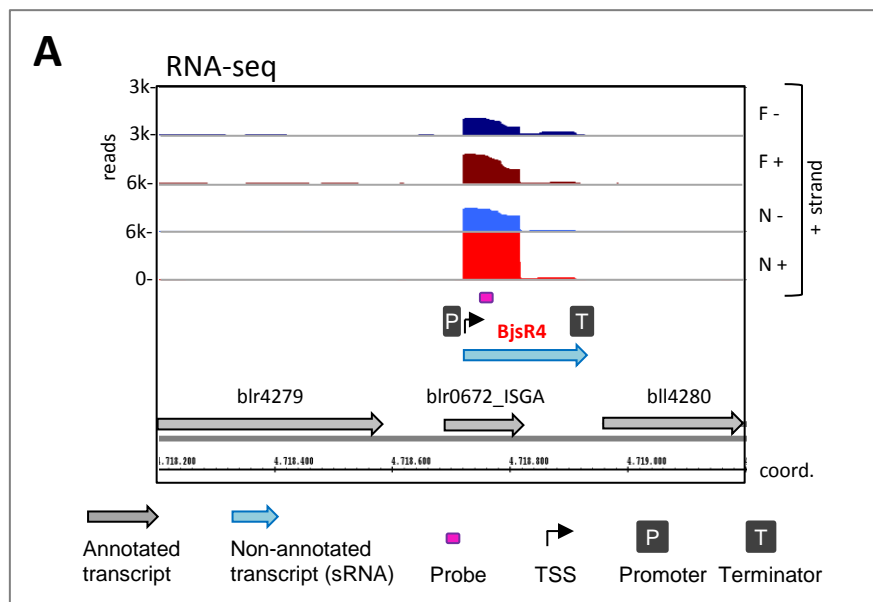 A
RNA-seq
3k-
3k-
6k-
6k-
0-
reads
F -
F +
N -
N +
+ strand
P
BjsR4
T
blr4279
blr0672_ISGA
bll4280
4.718.400
4.718.600
4.718.800
4.719.000
coord.
Annotated
transcript
Non-annotated
transcript (sRNA)
Probe
TSS
P
Promoter
T
Terminator